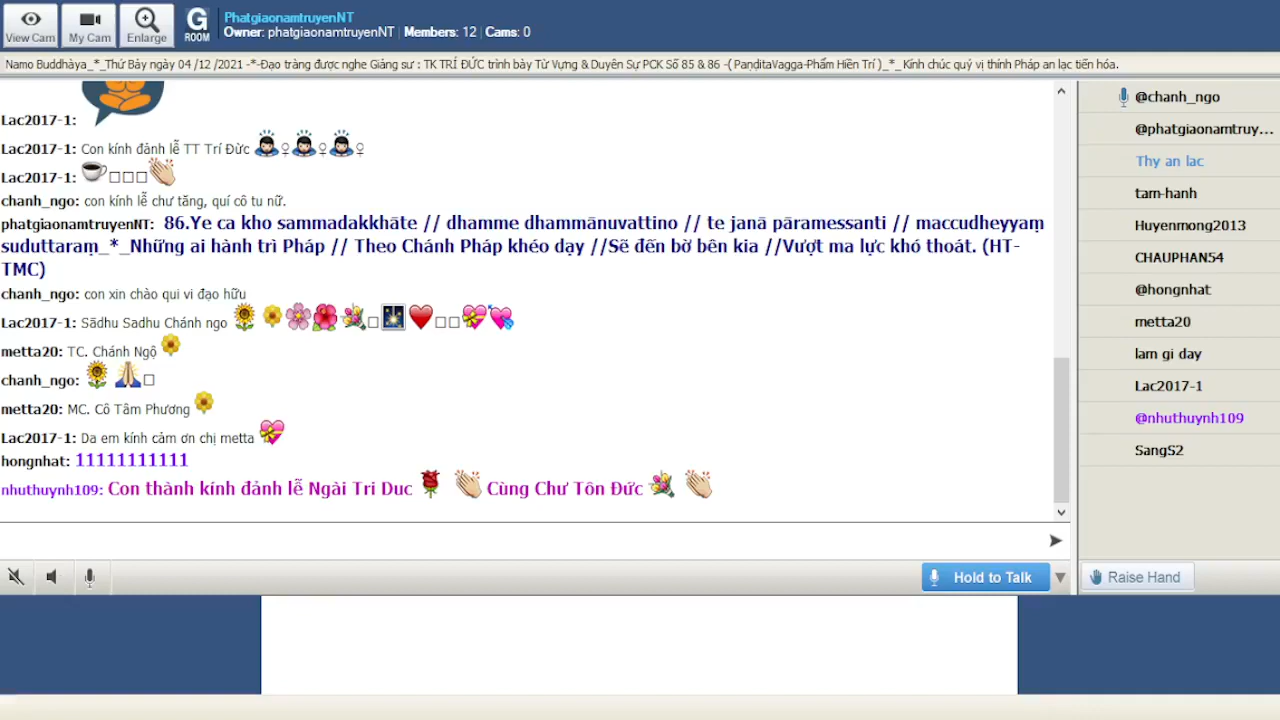 View Cam
My Cam
Enlarge
G
ROOM
PhatgiaonamtruyenNT
Owner: phatgiaonamtruyenNT | Members: 12 | Cams: 0
Namo Buddhàya_*_Thứ Bảy ngày 04 /12 /2021 -*-Đạo tràng được nghe Giảng sư : TK TRÍ ĐỨC trình bày Từ Vựng & Duyên Sự PCK Số 85 & 86 -( PaṇḍitaVagga-Phẩm Hiền Trí )_*_ Kính chúc quý vị thính Pháp an lạc tiến hóa.
Lac2017-1:
Lac2017-1: Con kính đảnh lễ TT Trí Đức
Lac2017-1:
chanh_ngo: con kính lễ chư tăng, quí cô tu nữ.
phatgiaonamtruyenNT: 86.Ye ca kho sammadakkhāte // dhamme dhammānuvattino // te janā pāramessanti // maccudheyyaṃ
suduttaraṃ_*_Những ai hành trì Pháp // Theo Chánh Pháp khéo dạy //Sẽ đến bờ bên kia //Vượt ma lực khó thoát. (HT-
TMC)
chanh_ngo: con xin chào qui vi đạo hữu
Lac2017-1: Sādhu Sadhu Chánh ngo
metta20: TC. Chánh Ngộ
chanh_ngo:
metta20: MC. Cô Tâm Phương
Lac2017-1: Da em kính cảm ơn chị metta
hongnhat: 11111111111
nhuthuynh109: Con thành kính đảnh lễ Ngài Tri Duc Cùng Chư Tôn Đức
Hold to Talk
@chanh_ngo
@phatgiaonamtruy...
Thy an lac
tam-hanh
Huyenmong2013
CHAUPHAN54
@hongnhat
metta20
lam gi day
Lac2017-1
@nhuthuynh109
SangS2
Raise Hand